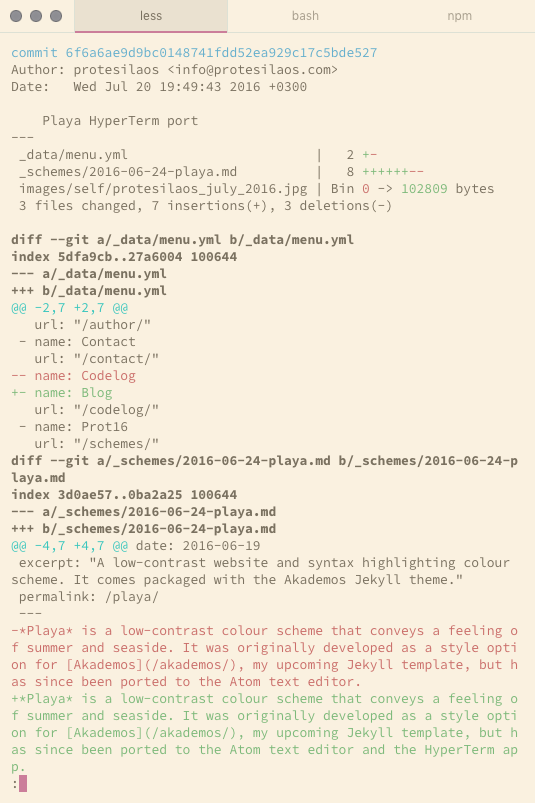 less bash npm
commit 6f6a6ae9d9bc0148741fdd52ea929c17c5bde527
Author: protesilaos <info@protesilaos.com>
Date:   Wed Jul 20 19:49:43 2016 +0300
    Playa HyperTerm port
---
 _data/menu.yml                        |   2 +-
 _schemes/2016-06-24-playa.md          |   8 ++++++--
 images/self/protesilaos_july_2016.jpg | Bin 0 -> 102809 bytes
 3 files changed, 7 insertions(+), 3 deletions(-)
diff --git a/_data/menu.yml b/_data/menu.yml
index 5dfa9cb..27a6004 100644
--- a/_data/menu.yml
+++ b/_data/menu.yml
@@ -2,7 +2,7 @@
   url: "/author/"
 - name: Contact
   url: "/contact/"
-- name: Codelog
+- name: Blog
   url: "/codelog/"
 - name: Prot16
   url: "/schemes/"
diff --git a/_schemes/2016-06-24-playa.md b/_schemes/2016-06-24-p
laya.md
index 3d0ae57..0ba2a25 100644
--- a/_schemes/2016-06-24-playa.md
+++ b/_schemes/2016-06-24-playa.md
@@ -4,7 +4,7 @@ date: 2016-06-19
 excerpt: "A low-contrast website and syntax highlighting colour
scheme. It comes packaged with the Akademos Jekyll theme."
 permalink: /playa/
 ---
-*Playa* is a low-contrast colour scheme that conveys a feeling o
f summer and seaside. It was originally developed as a style opti
on for [Akademos](/akademos/), my upcoming Jekyll template, but h
as since been ported to the Atom text editor.
+*Playa* is a low-contrast colour scheme that conveys a feeling o
f summer and seaside. It was originally developed as a style opti
on for [Akademos](/akademos/), my upcoming Jekyll template, but h
as since been ported to the Atom text editor and the HyperTerm ap
p.
: